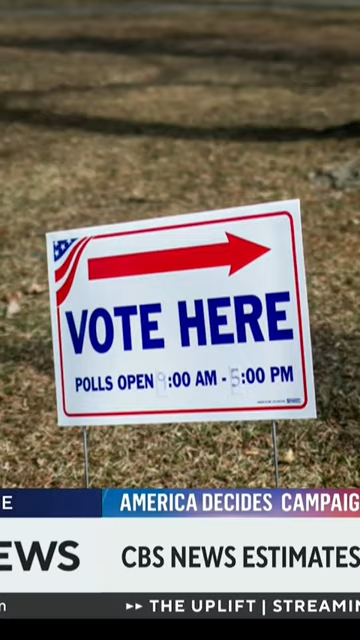 VOTE HERE
POLLS OPEN 9:00 AM - 5:00 PM
E
AMERICA DECIDES CAMPAIG
EWS
CBS NEWS ESTIMATES
n
▸▸ THE UPLIFT | STREAMIN